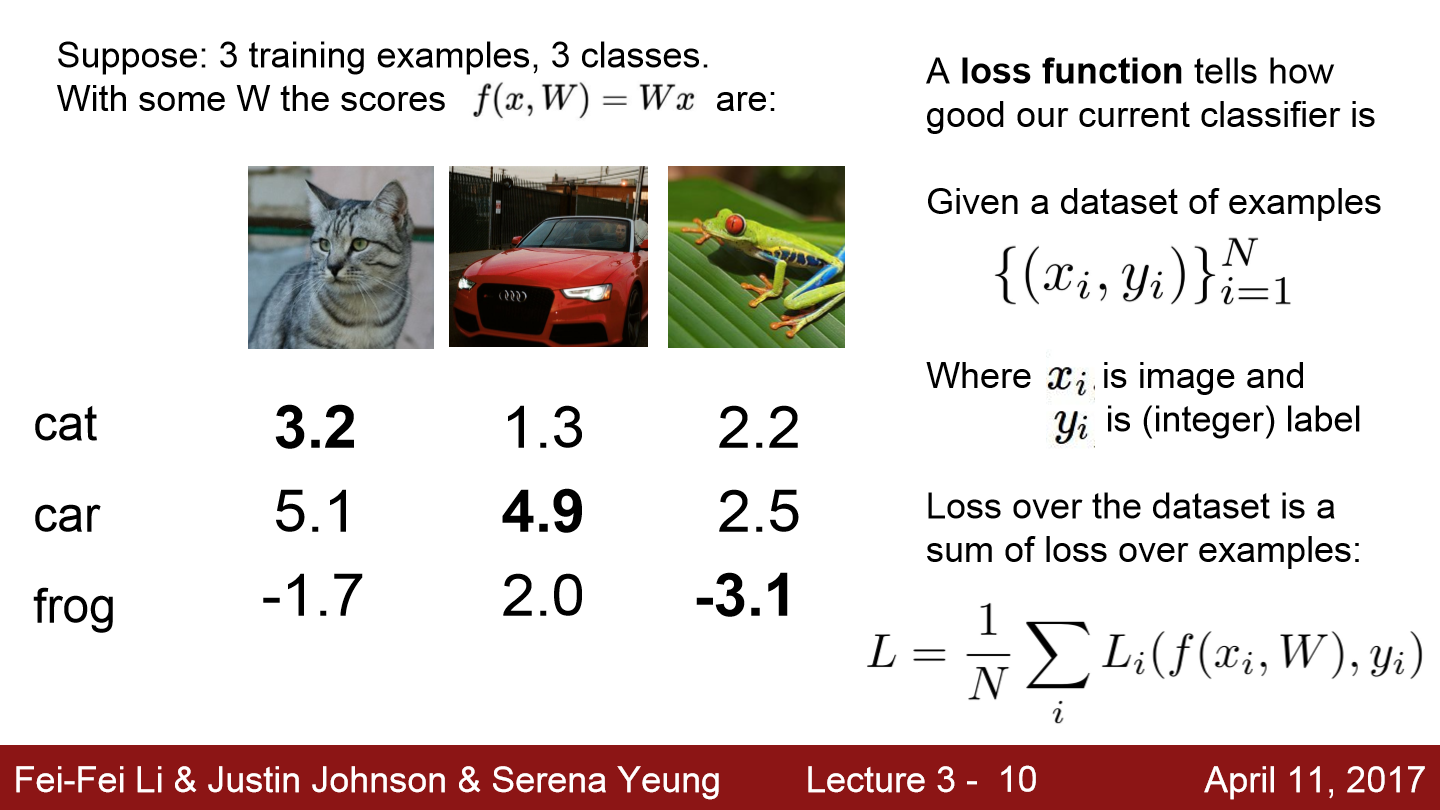 Suppose: 3 training examples, 3 classes.
With some W the scores f(x, W) = Wx are:
cat 3.2 1.3 2.2
car 5.1 4.9 2.5
frog -1.7 2.0 -3.1
A loss function tells how
good our current classifier is
Given a dataset of examples
{(x_i, y_i)}_{i=1}^N
Where x_i is image and
y_i is (integer) label
Loss over the dataset is a
sum of loss over examples:
L = \frac{1}{N} \sum_i L_i(f(x_i, W), y_i)
Fei-Fei Li & Justin Johnson & Serena Yeung Lecture 3 - 10 April 11, 2017